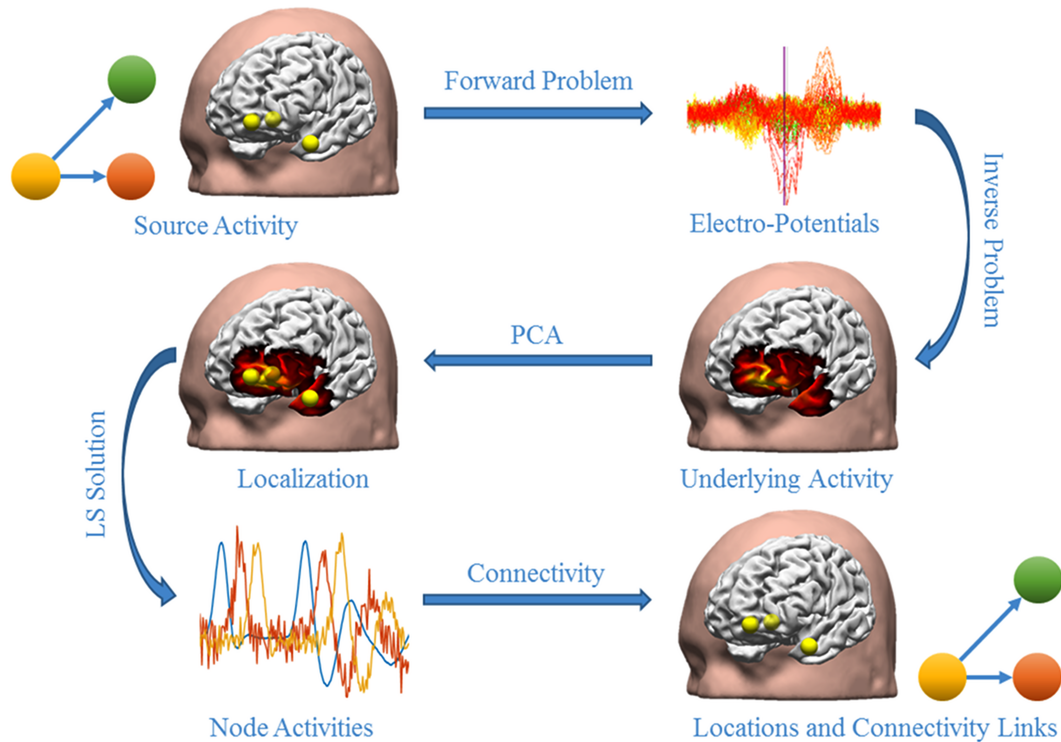 Forward Problem
Source Activity
Electro-Potentials
Inverse Problem
PCA
Localization
Underlying Activity
LS Solution
Connectivity
Node Activities
Locations and Connectivity Links